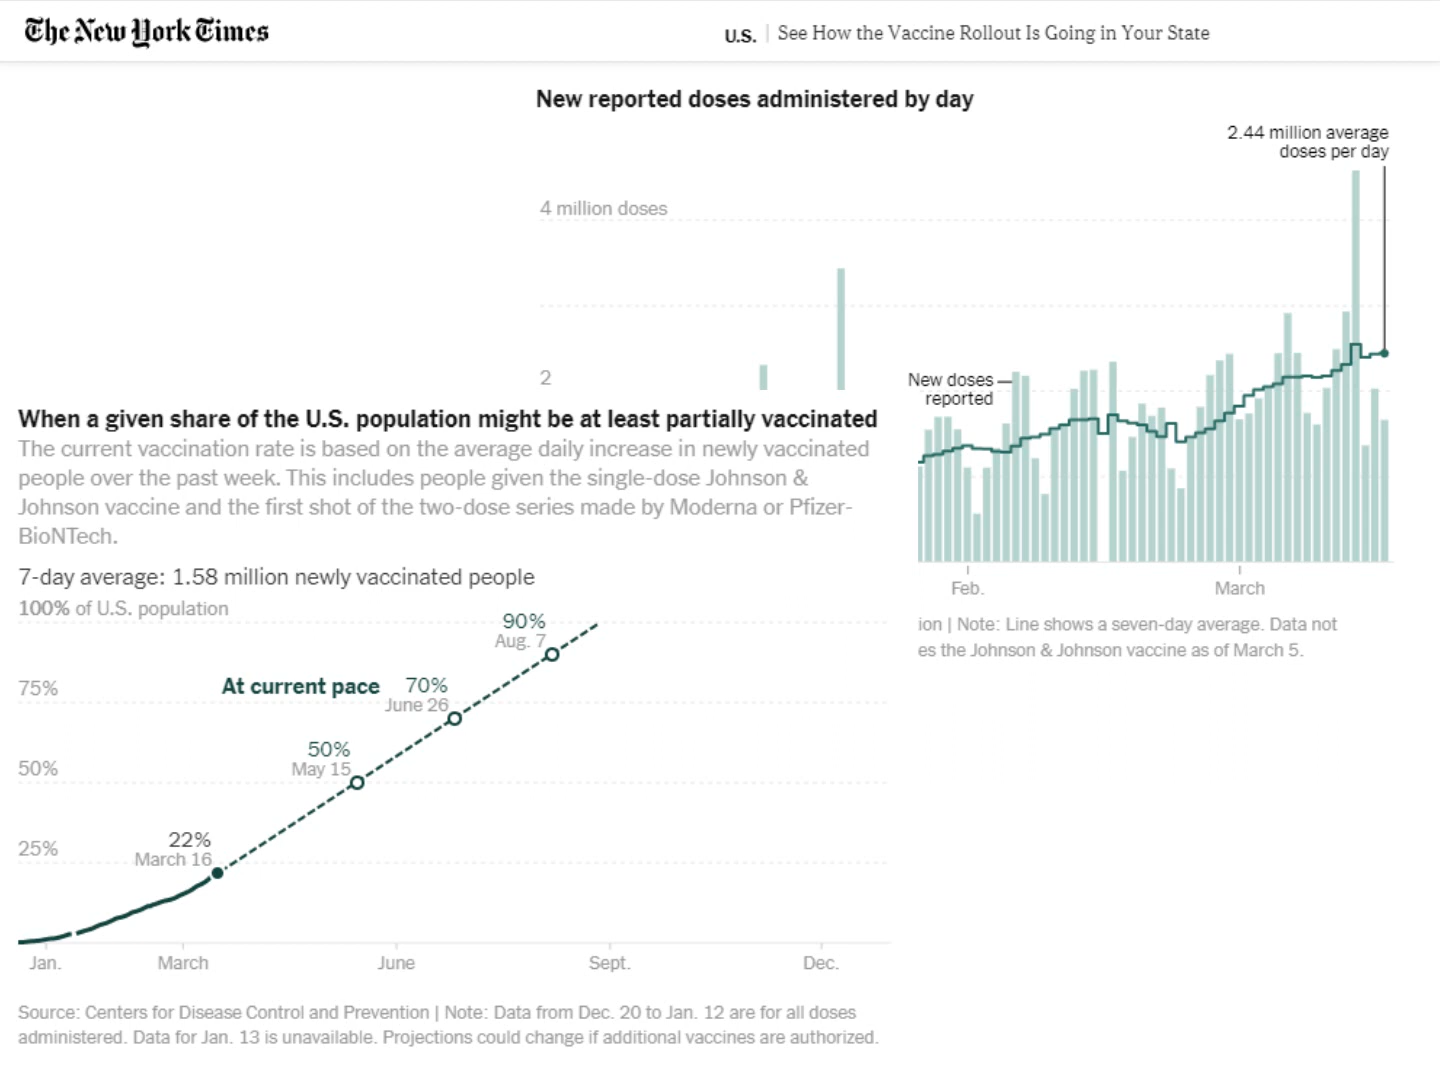 The New York Times
U.S. | See How the Vaccine Rollout Is Going in Your State
New reported doses administered by day
2.44 million average
doses per day
4 million doses
2
New doses
reported
Feb.
March
ion | Note: Line shows a seven-day average. Data not
es the Johnson & Johnson vaccine as of March 5.
When a given share of the U.S. population might be at least partially vaccinated
The current vaccination rate is based on the average daily increase in newly vaccinated
people over the past week. This includes people given the single-dose Johnson &
Johnson vaccine and the first shot of the two-dose series made by Moderna or Pfizer-
BioNTech.
7-day average: 1.58 million newly vaccinated people
100% of U.S. population
90%
Aug. 7
75%
At current pace
70%
June 26
50%
May 15
50%
22%
March 16
25%
Jan.
March
June
Sept.
Dec.
Source: Centers for Disease Control and Prevention | Note: Data from Dec. 20 to Jan. 12 are for all doses
administered. Data for Jan. 13 is unavailable. Projections could change if additional vaccines are authorized.